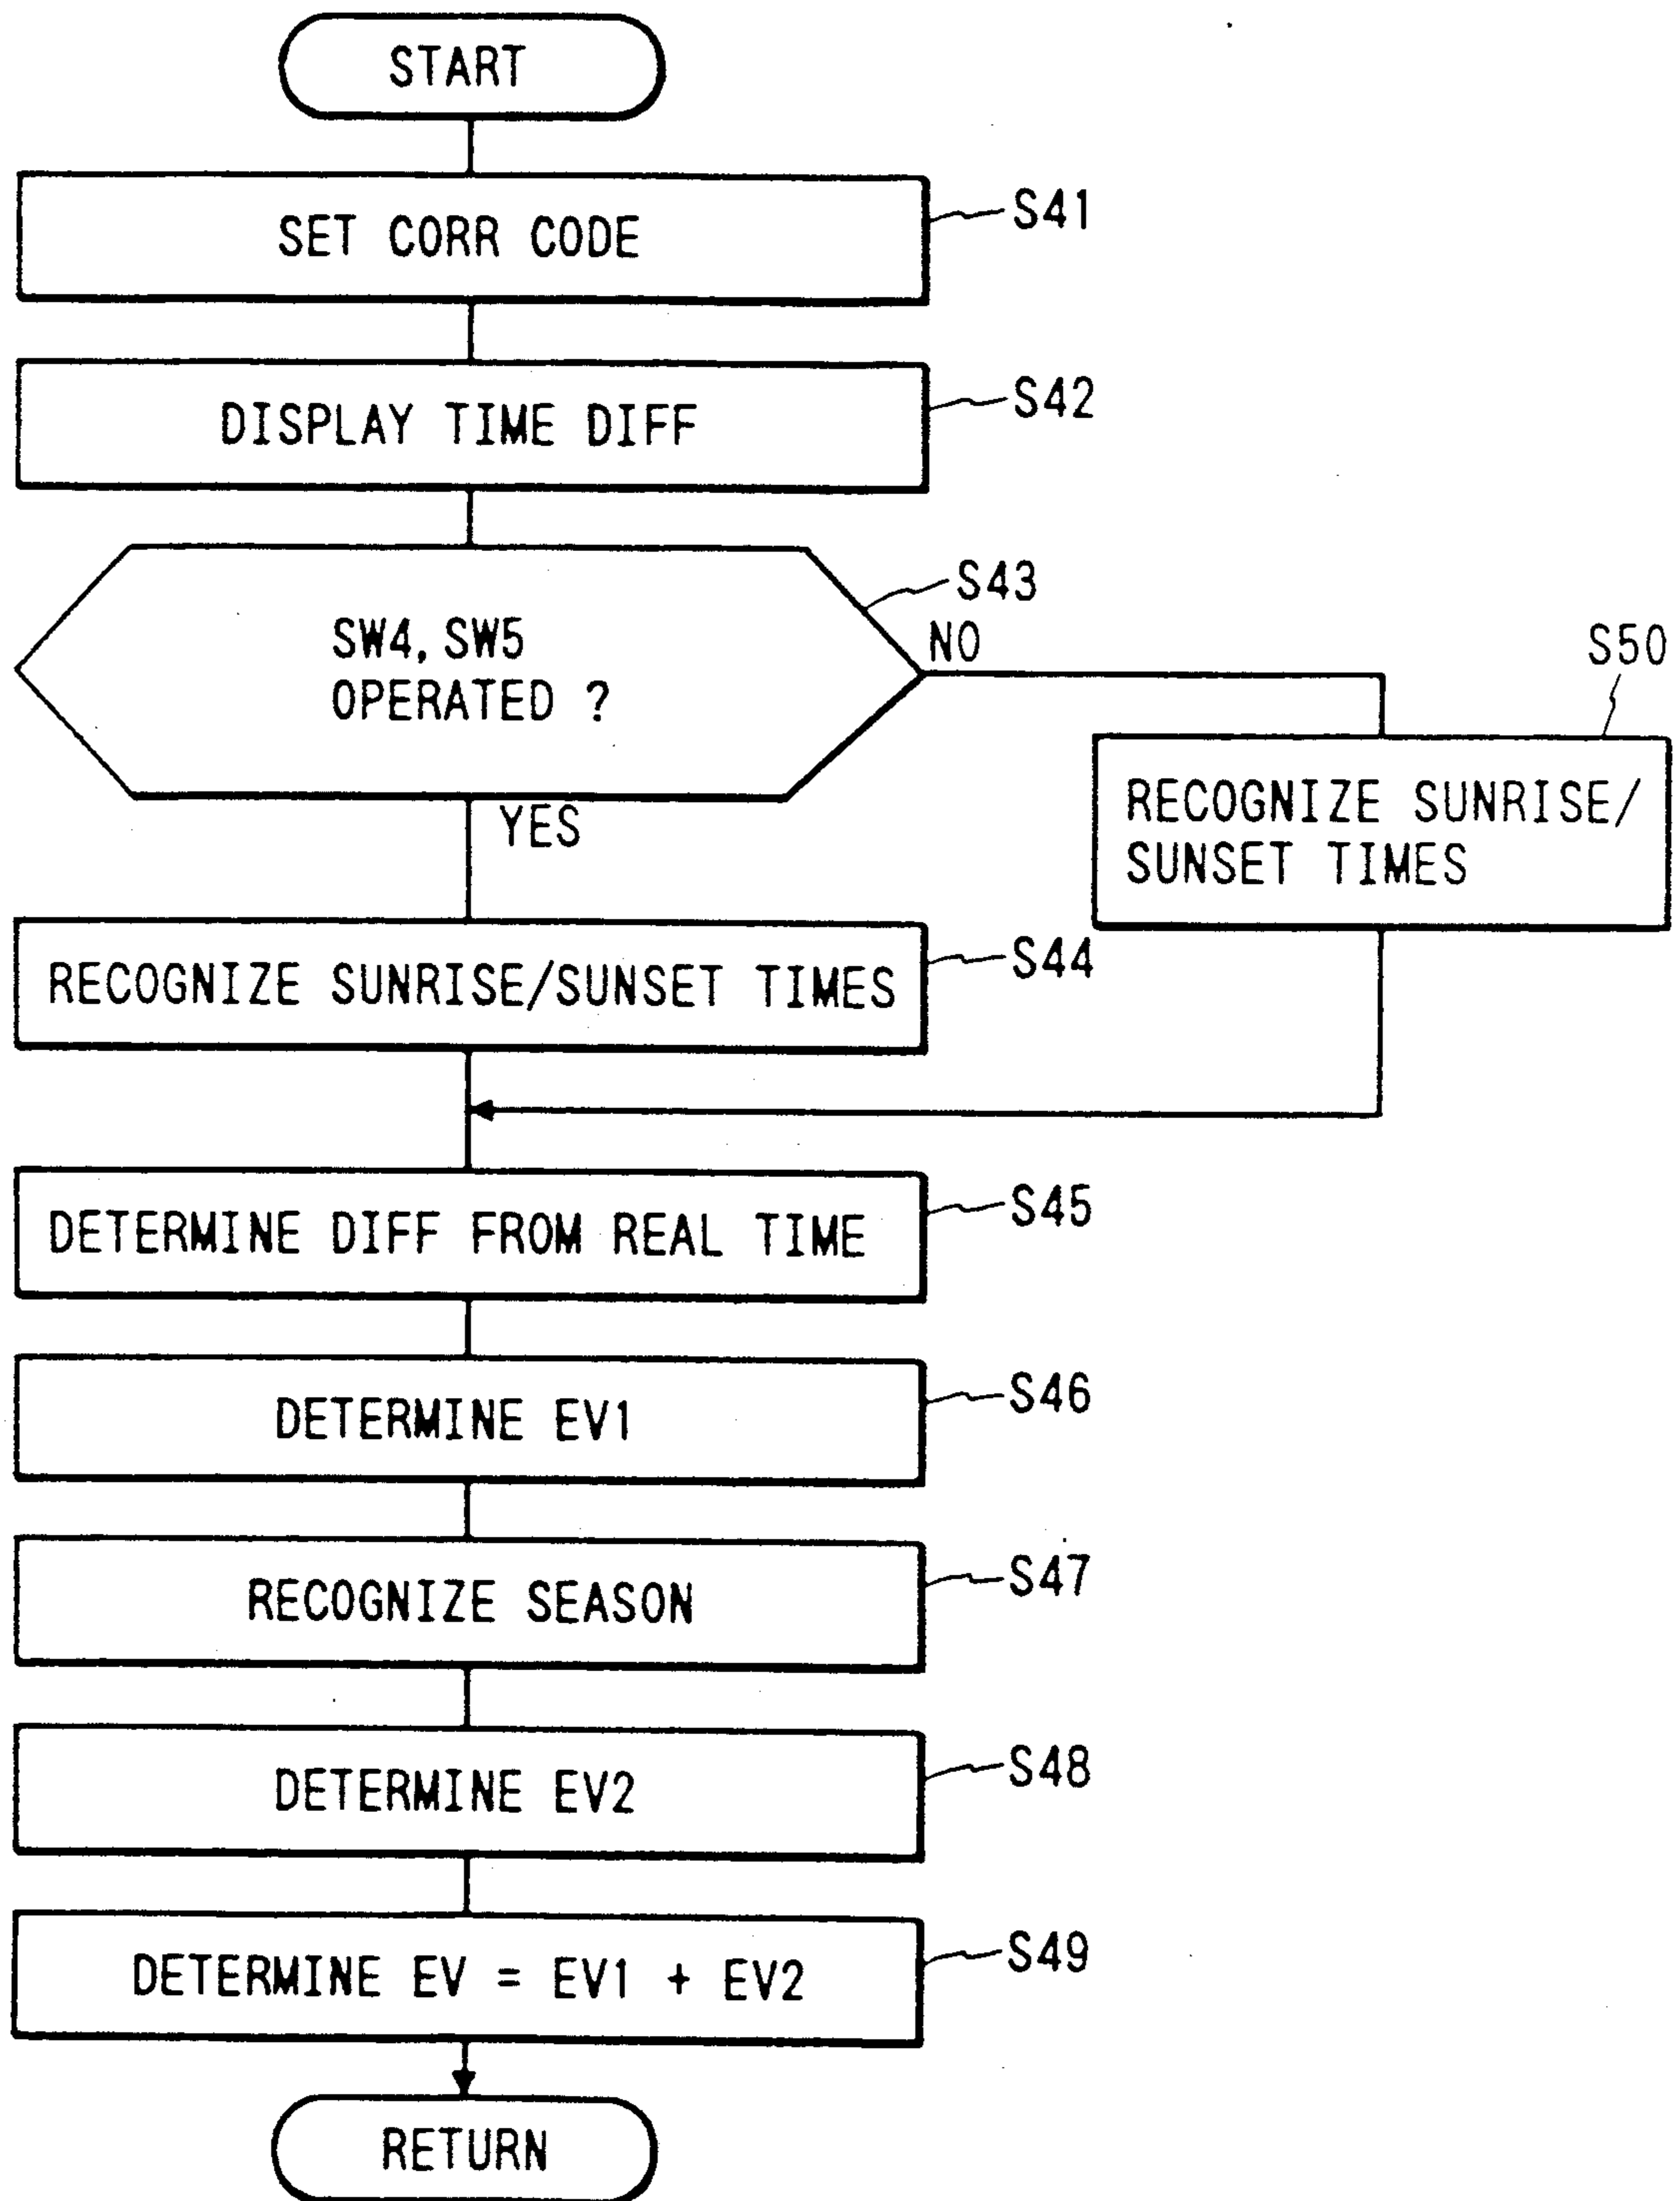 START
SET CORR CODE
S41
DISPLAY TIME DIFF
S42
SW4, SW5
OPERATED ?
S43
NO
YES
S50
RECOGNIZE SUNRISE/
SUNSET TIMES
RECOGNIZE SUNRISE/SUNSET TIMES
S44
DETERMINE DIFF FROM REAL TIME
S45
DETERMINE EV1
S46
RECOGNIZE SEASON
S47
DETERMINE EV2
S48
DETERMINE EV = EV1 + EV2
S49
RETURN